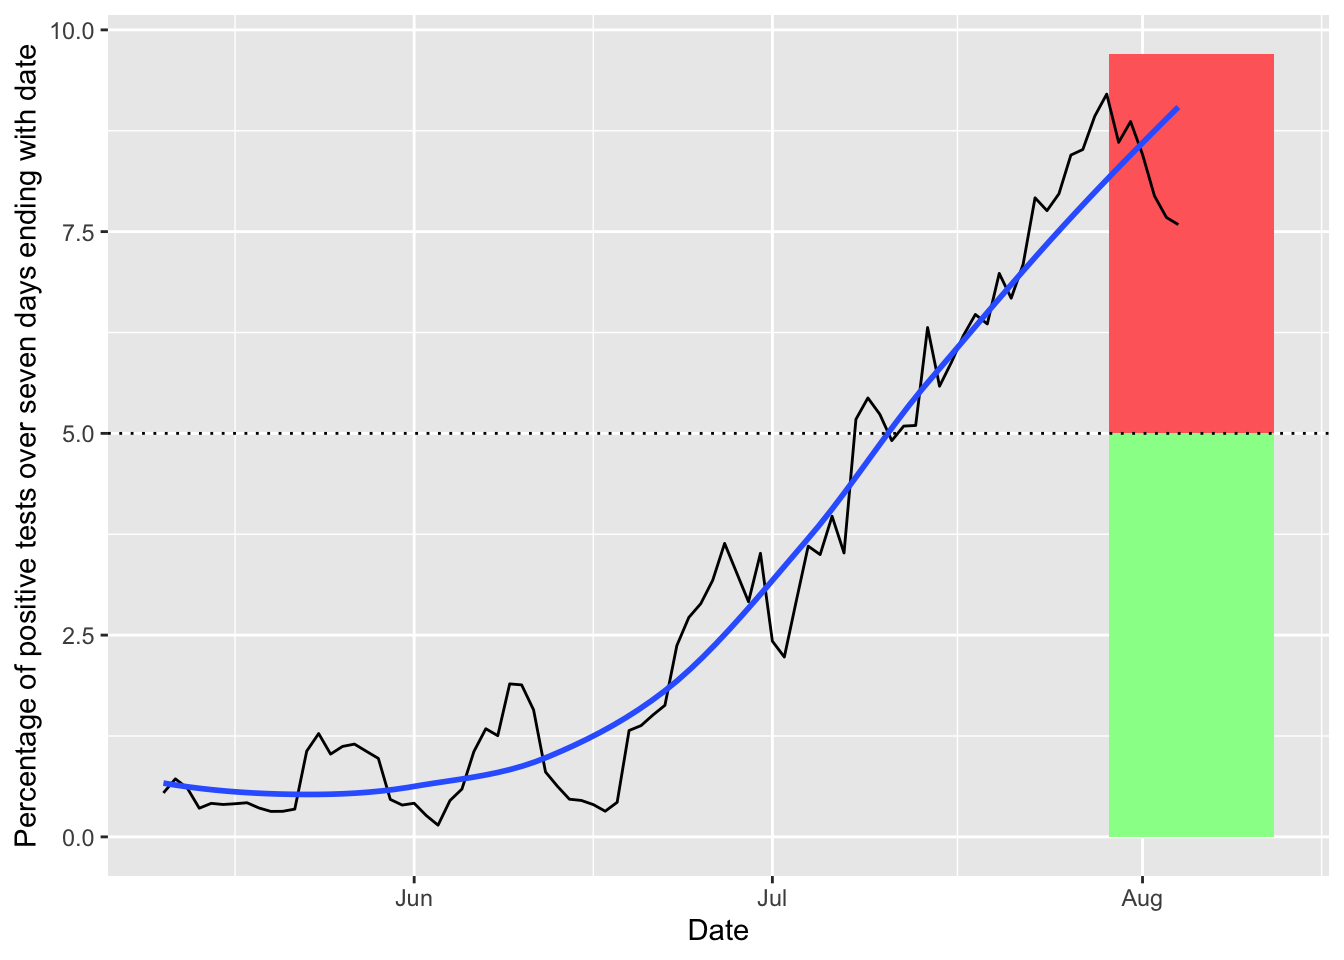 Percentage of positive tests over seven days ending with date
10.0
7.5
5.0
2.5
0.0
Jun
Jul
Aug
Date